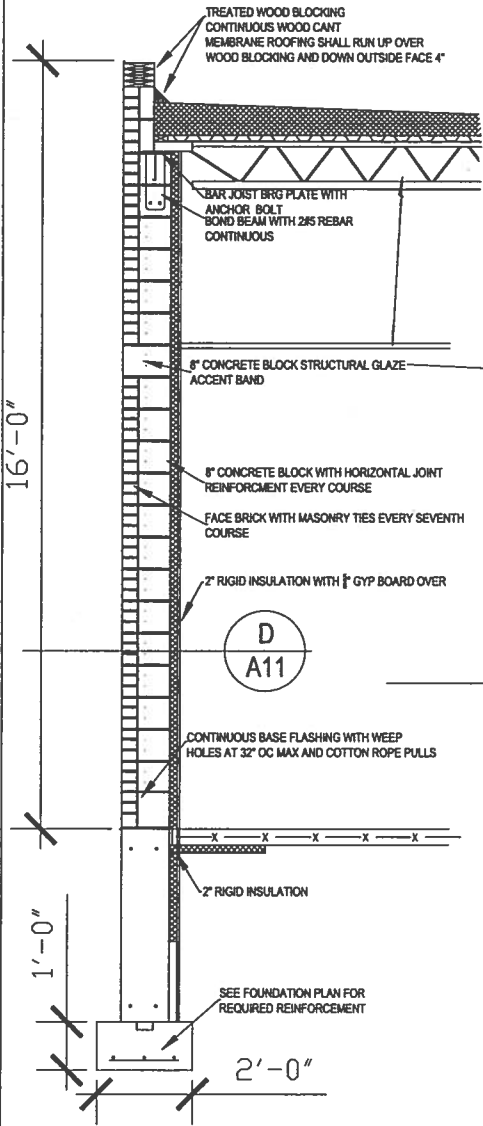 TREATED WOOD BLOCKING
CONTINUOUS WOOD CANT
MEMBRANE ROOFING SHALL RUN UP OVER
WOOD BLOCKING AND DOWN OUTSIDE FACE 4"
BAR JOIST BRG PLATE WITH
ANCHOR BOLT
BOND BEAM WITH 2#5 REBAR
CONTINUOUS
8" CONCRETE BLOCK STRUCTURAL GLAZE
ACCENT BAND
16'-0"
8" CONCRETE BLOCK WITH HORIZONTAL JOINT
REINFORCMENT EVERY COURSE
FACE BRICK WITH MASONRY TIES EVERY SEVENTH
COURSE
2" RIGID INSULATION WITH GYP BOARD OVER
D
A11
CONTINUOUS BASE FLASHING WITH WEEP
HOLES AT 32" OC MAX AND COTTON ROPE PULLS
X X X X X
2" RIGID INSULATION
1'-0"
SEE FOUNDATION PLAN FOR
REQUIRED REINFORCEMENT
2'-0"